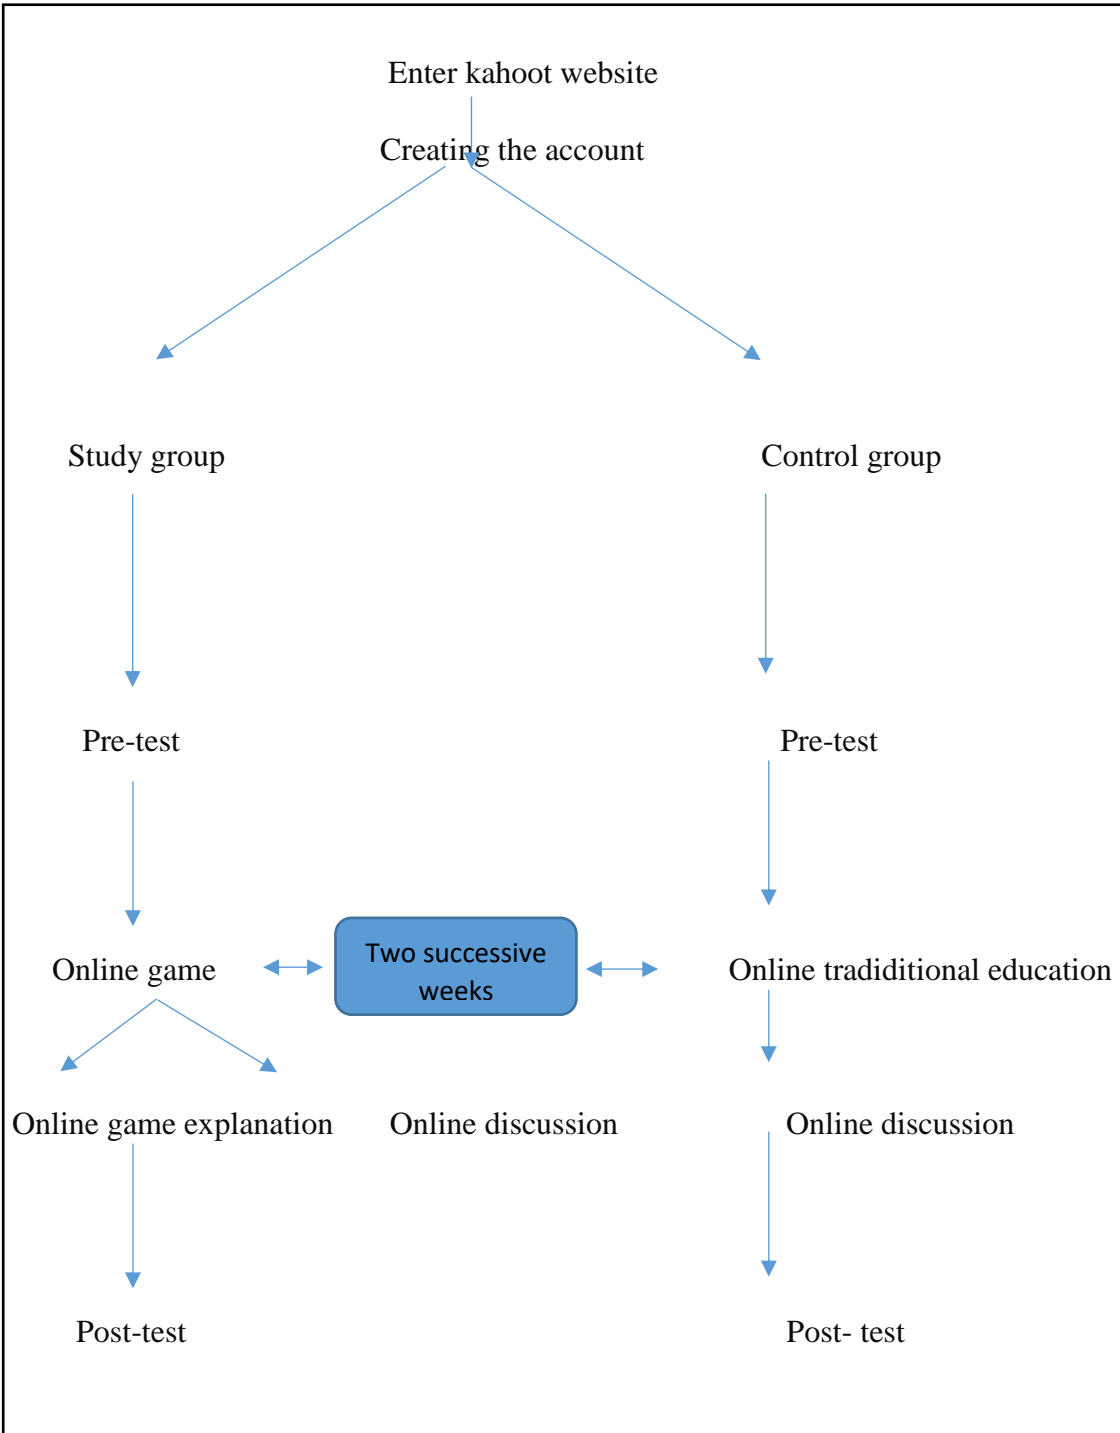 Enter kahoot website
Creating the account
Study group
Control group
Pre-test
Pre-test
Online game
Two successive
weeks
Online tradiditional education
Online game explanation
Online discussion
Online discussion
Post-test
Post- test